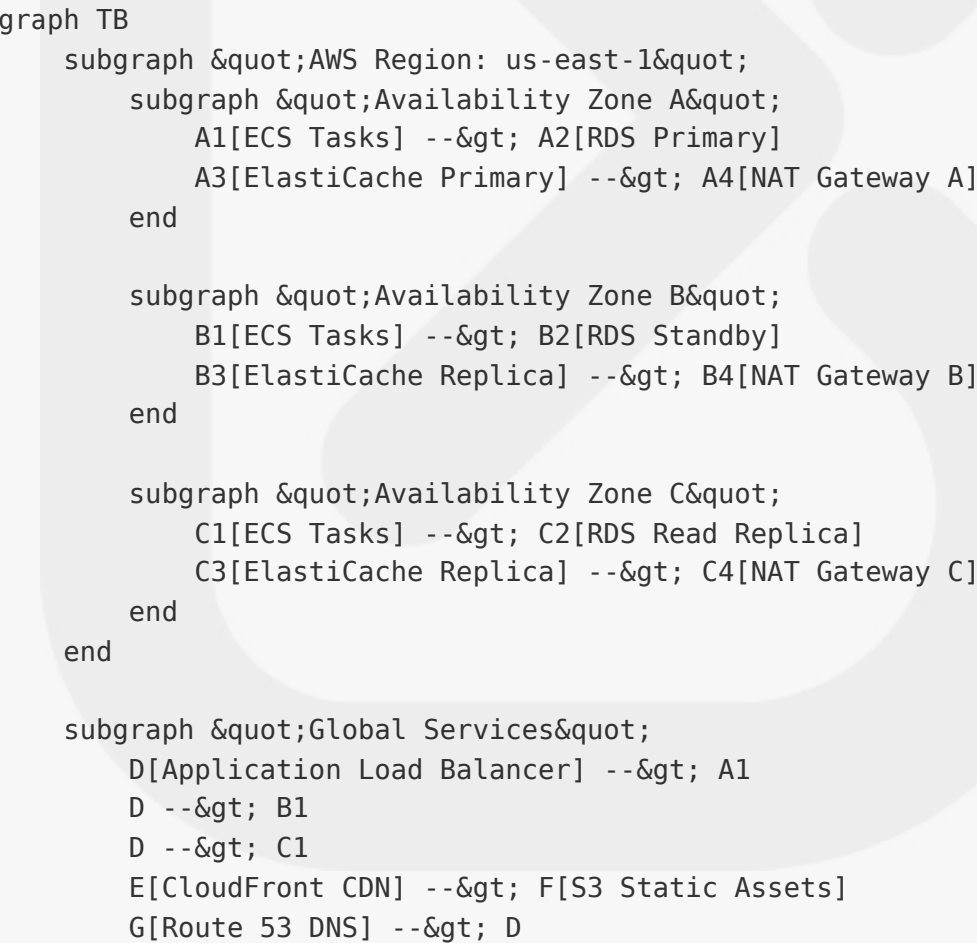 graph TB
    subgraph &quot;AWS Region: us-east-1&quot;
        subgraph &quot;Availability Zone A&quot;
            A1[ECS Tasks] --&gt; A2[RDS Primary]
            A3[ElastiCache Primary] --&gt; A4[NAT Gateway A]
        end

        subgraph &quot;Availability Zone B&quot;
            B1[ECS Tasks] --&gt; B2[RDS Standby]
            B3[ElastiCache Replica] --&gt; B4[NAT Gateway B]
        end

        subgraph &quot;Availability Zone C&quot;
            C1[ECS Tasks] --&gt; C2[RDS Read Replica]
            C3[ElastiCache Replica] --&gt; C4[NAT Gateway C]
        end
    end

    subgraph &quot;Global Services&quot;
        D[Application Load Balancer] --&gt; A1
        D --&gt; B1
        D --&gt; C1
        E[CloudFront CDN] --&gt; F[S3 Static Assets]
        G[Route 53 DNS] --&gt; D